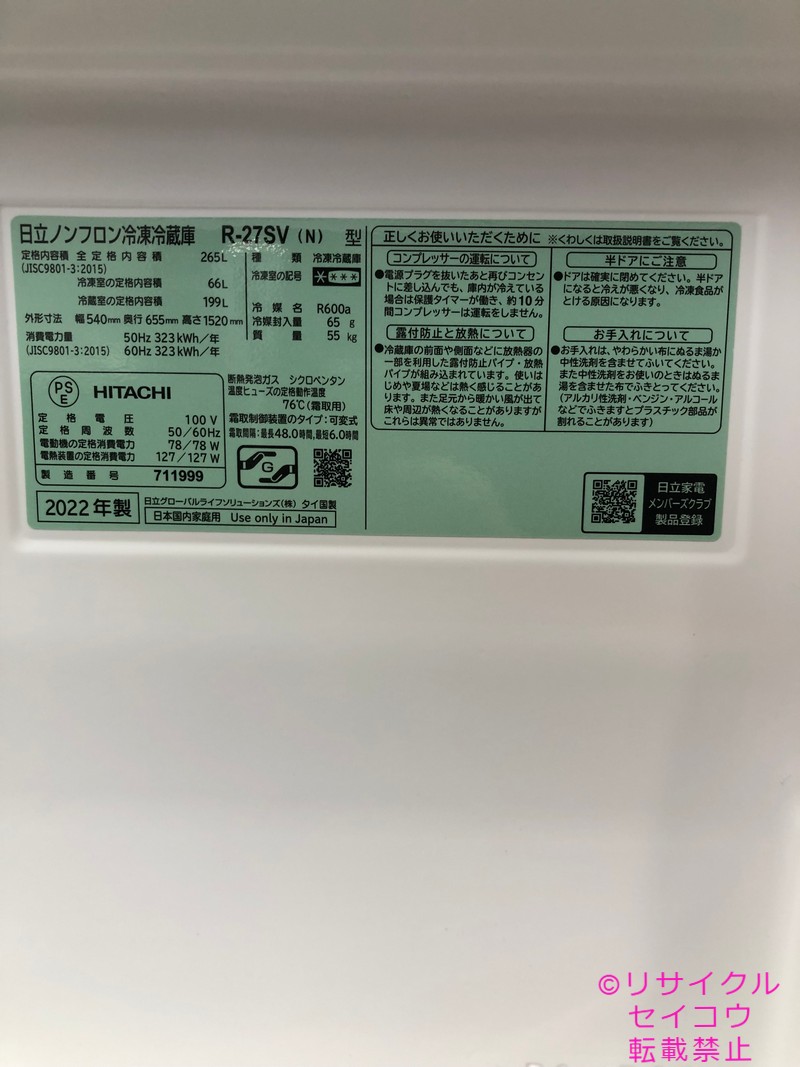 日立ノンフロン冷凍冷蔵庫 R-27SV (N) 型
定格内容積 全定格内容積 265L
(JISC9801-3:2015)
冷凍室の定格内容積 66L
冷蔵室の定格内容積 199L
外形寸法 幅540mm奥行655mm高さ1520mm
消費電力量 50Hz 323kWh/年
(JISC9801-3:2015) 60Hz 323kWh/年
種類 冷凍冷蔵庫
冷凍室の記号
冷媒名 R600a
冷媒封入量 65 g
質量 55 kg
PS
E
HITACHI
定格電圧 100V
定格周波数 50/60Hz
電動機の定格消費電力 78/78W
電熱装置の定格消費電力 127/127W
製造番号 711999
断熱発泡ガス シクロペンタン
温度ヒューズの定格動作温度
76℃(霜取用)
霜取制御装置のタイプ:可変式
霜取間隔:最長48.0時間,最短6.0時間
G
2022年製
日立グローバルライフソリューションズ(株) タイ国製
日本国内家庭用 Use only in Japan
正しくお使いいただくために ※くわしくは取扱説明書をご覧ください。
コンプレッサーの運転について
●電源プラグを抜いたあと再びコンセン
トに差し込んでも、庫内が冷えている
場合は保護タイマーが働き、約10分
間コンプレッサーは運転をしません。
露付防止と放熱について
●冷蔵庫の前面や側面などに放熱器の
一部を利用した露付防止パイプ・放熱
パイプが組み込まれています。使いは
じめや夏場などは熱く感じることがあ
ります。また足元から暖かい風が出て
床や周辺が熱くなることがありますが
これらは異常ではありません。
半ドアにご注意
●ドアは確実に閉めてください。半ドア
になると冷えが悪くなり、冷凍食品が
とける原因になります。
お手入れについて
●お手入れは、やわらかい布にぬるま湯か
中性洗剤を含ませてふいてください。
また中性洗剤をお使いのときはぬるま
湯を含ませた布でふきとってください。
(アルカリ性洗剤・ベンジン・アルコール
などでふきますとプラスチック部品が
割れることがあります)
日立家電
メンバーズクラブ
製品登録
©リサイクル
セイコウ
転載禁止